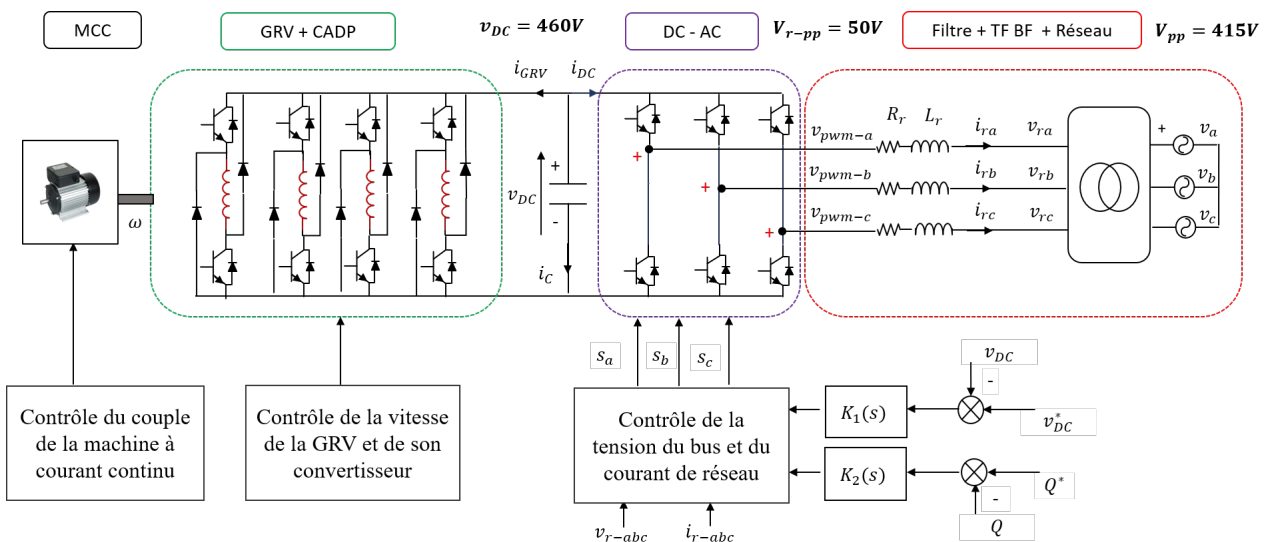 MCC
GRV + CADP
v_DC = 460V
DC - AC
V_r-pp = 50V
Filtre + TF BF + Réseau
V_pp = 415V
i_GRV
i_DC
R_r
L_r
v_pwm-a
i_ra
v_ra
+
v_a
+
v_pwm-b
i_rb
v_rb
v_b
+
v_DC
+
-
v_pwm-c
i_rc
v_rc
v_c
+
ω
i_C
s_a
s_b
s_c
v_DC
-
Contrôle du couple
de la machine à
courant continu
Contrôle de la vitesse
de la GRV et de son
convertisseur
Contrôle de la
tension du bus et du
courant de réseau
K_1(s)
v*_DC
K_2(s)
Q*
-
Q
v_r-abc
i_r-abc